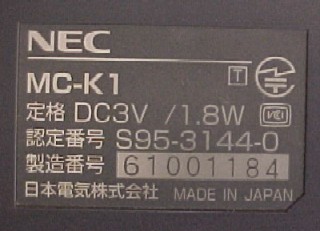 NEC
MC-K1
T
定格 DC3V /1.8W VCI
認定番号 S95-3144-0
製造番号 61001184
日本電気株式会社 MADE IN JAPAN